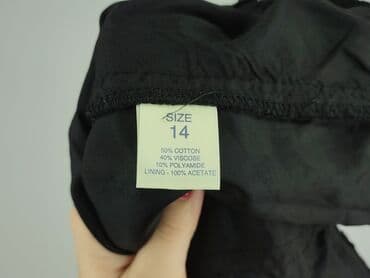 SIZE
14
50% COTTON
40% VISCOSE
10% POLYAMIDE
LINING - 100% ACETATE